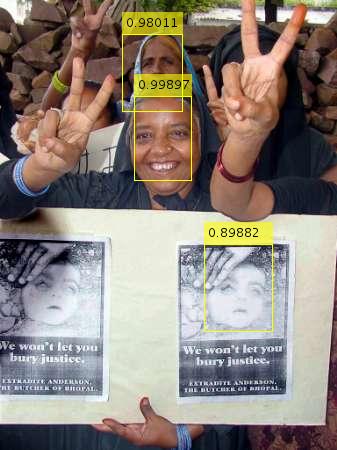 0.98011
0.99897
0.89882
We won't let you
bury justice.
EXTRADITE ANDERSON,
THE BUTCHER OF BHOPAL.
We won't let you
bury justice.
EXTRADITE ANDERSON,
THE BUTCHER OF BHOPAL.